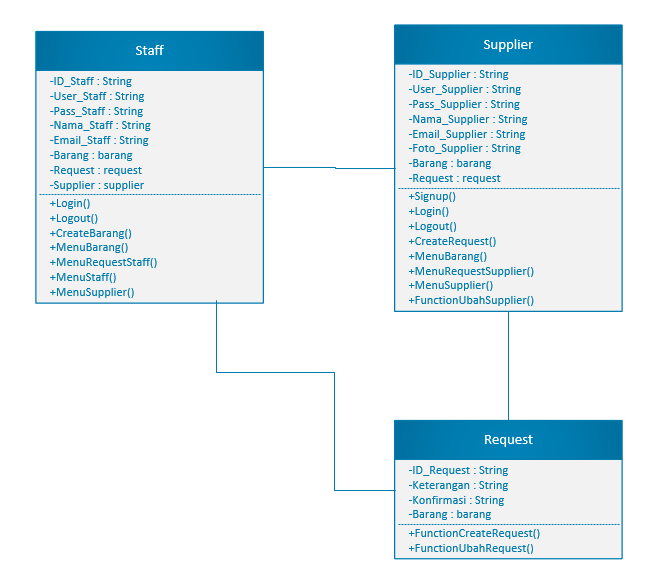 Staff
-ID_Staff : String
-User_Staff : String
-Pass_Staff : String
-Nama_Staff : String
-Email_Staff : String
-Barang : barang
-Request : request
-Supplier : supplier
+Login()
+Logout()
+CreateBarang()
+MenuBarang()
+MenuRequestStaff()
+MenuStaff()
+MenuSupplier()
Supplier
-ID_Supplier : String
-User_Supplier : String
-Pass_Supplier : String
-Nama_Supplier : String
-Email_Supplier : String
-Foto_Supplier : String
-Barang : barang
-Request : request
+Signup()
+Login()
+Logout()
+CreateRequest()
+MenuBarang()
+MenuRequestSupplier()
+MenuSupplier()
+FunctionUbahSupplier()
Request
-ID_Request : String
-Keterangan : String
-Konfirmasi : String
-Barang : barang
+FunctionCreateRequest()
+FunctionUbahRequest()